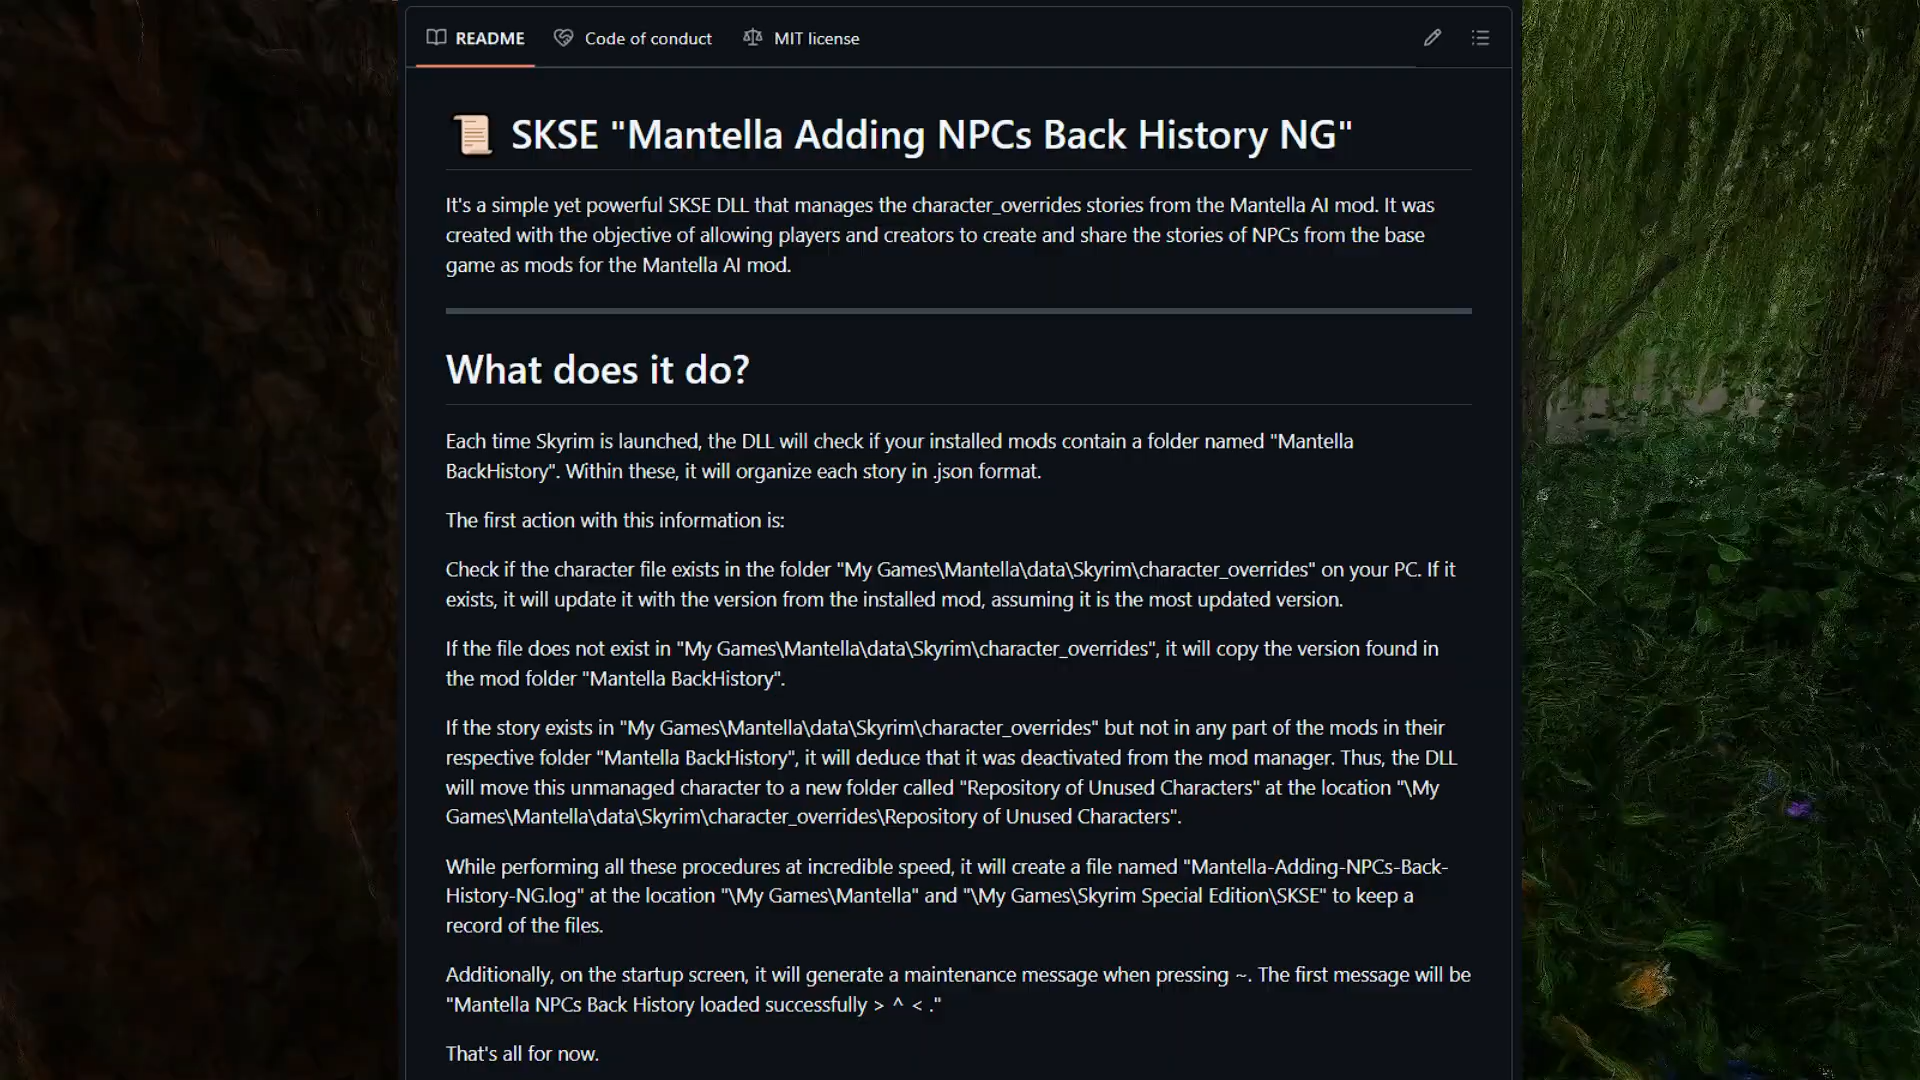 README
Code of conduct
MIT license
SKSE "Mantella Adding NPCs Back History NG"
It's a simple yet powerful SKSE DLL that manages the character_overrides stories from the Mantella AI mod. It was
created with the objective of allowing players and creators to create and share the stories of NPCs from the base
game as mods for the Mantella AI mod.
What does it do?
Each time Skyrim is launched, the DLL will check if your installed mods contain a folder named "Mantella
BackHistory". Within these, it will organize each story in .json format.
The first action with this information is:
Check if the character file exists in the folder "My Games\Mantella\data\Skyrim\character_overrides" on your PC. If it
exists, it will update it with the version from the installed mod, assuming it is the most updated version.
If the file does not exist in "My Games\Mantella\data\Skyrim\character_overrides", it will copy the version found in
the mod folder "Mantella BackHistory".
If the story exists in "My Games\Mantella\data\Skyrim\character_overrides" but not in any part of the mods in their
respective folder "Mantella BackHistory", it will deduce that it was deactivated from the mod manager. Thus, the DLL
will move this unmanaged character to a new folder called "Repository of Unused Characters" at the location "\My
Games\Mantella\data\Skyrim\character_overrides\Repository of Unused Characters".
While performing all these procedures at incredible speed, it will create a file named "Mantella-Adding-NPCs-Back-
History-NG.log" at the location "\My Games\Mantella" and "\My Games\Skyrim Special Edition\SKSE" to keep a
record of the files.
Additionally, on the startup screen, it will generate a maintenance message when pressing ~. The first message will be
"Mantella NPCs Back History loaded successfully > ^ < ."
That's all for now.